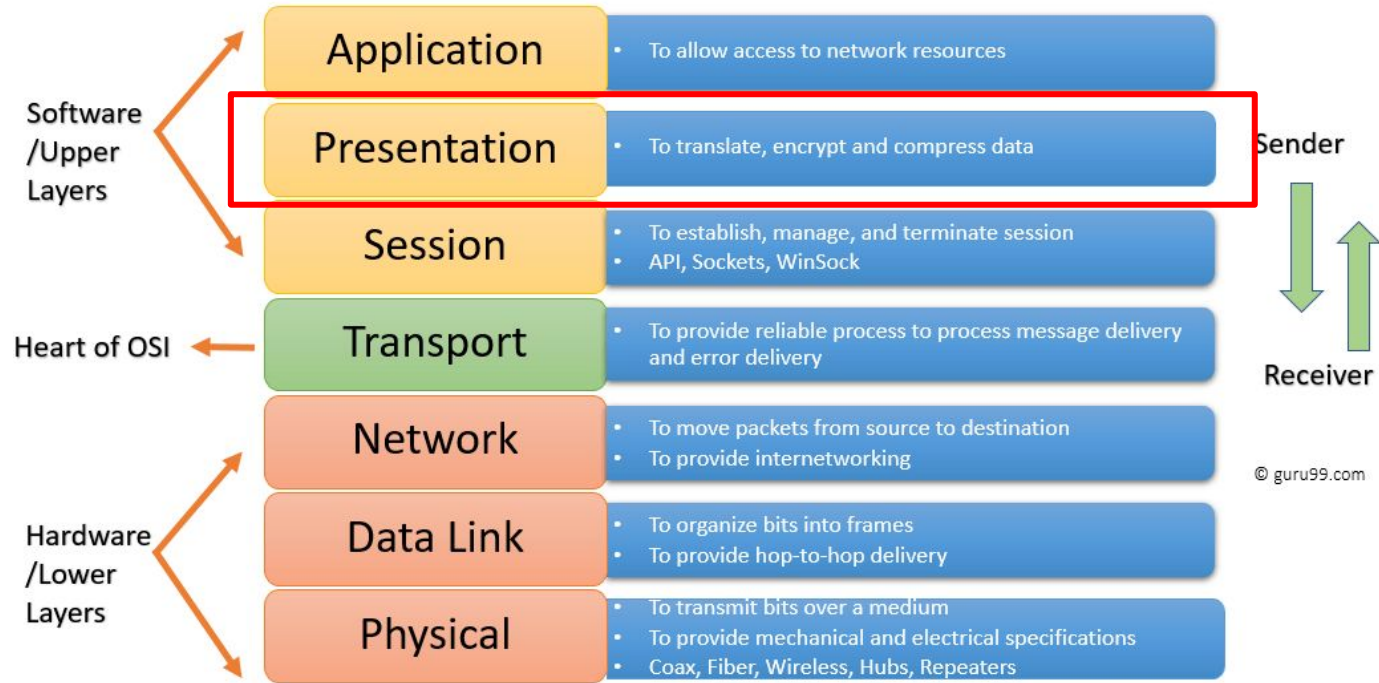 Application
• To allow access to network resources
Software
/Upper
Layers
Presentation
• To translate, encrypt and compress data
Sender
Session
• To establish, manage, and terminate session
• API, Sockets, WinSock
Heart of OSI
Transport
• To provide reliable process to process message delivery
and error delivery
Receiver
Network
• To move packets from source to destination
• To provide internetworking
© guru99.com
Hardware
/Lower
Layers
Data Link
• To organize bits into frames
• To provide hop-to-hop delivery
Physical
• To transmit bits over a medium
• To provide mechanical and electrical specifications
• Coax, Fiber, Wireless, Hubs, Repeaters